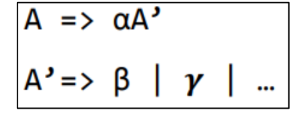 A => αA’
A’=> β | γ | …